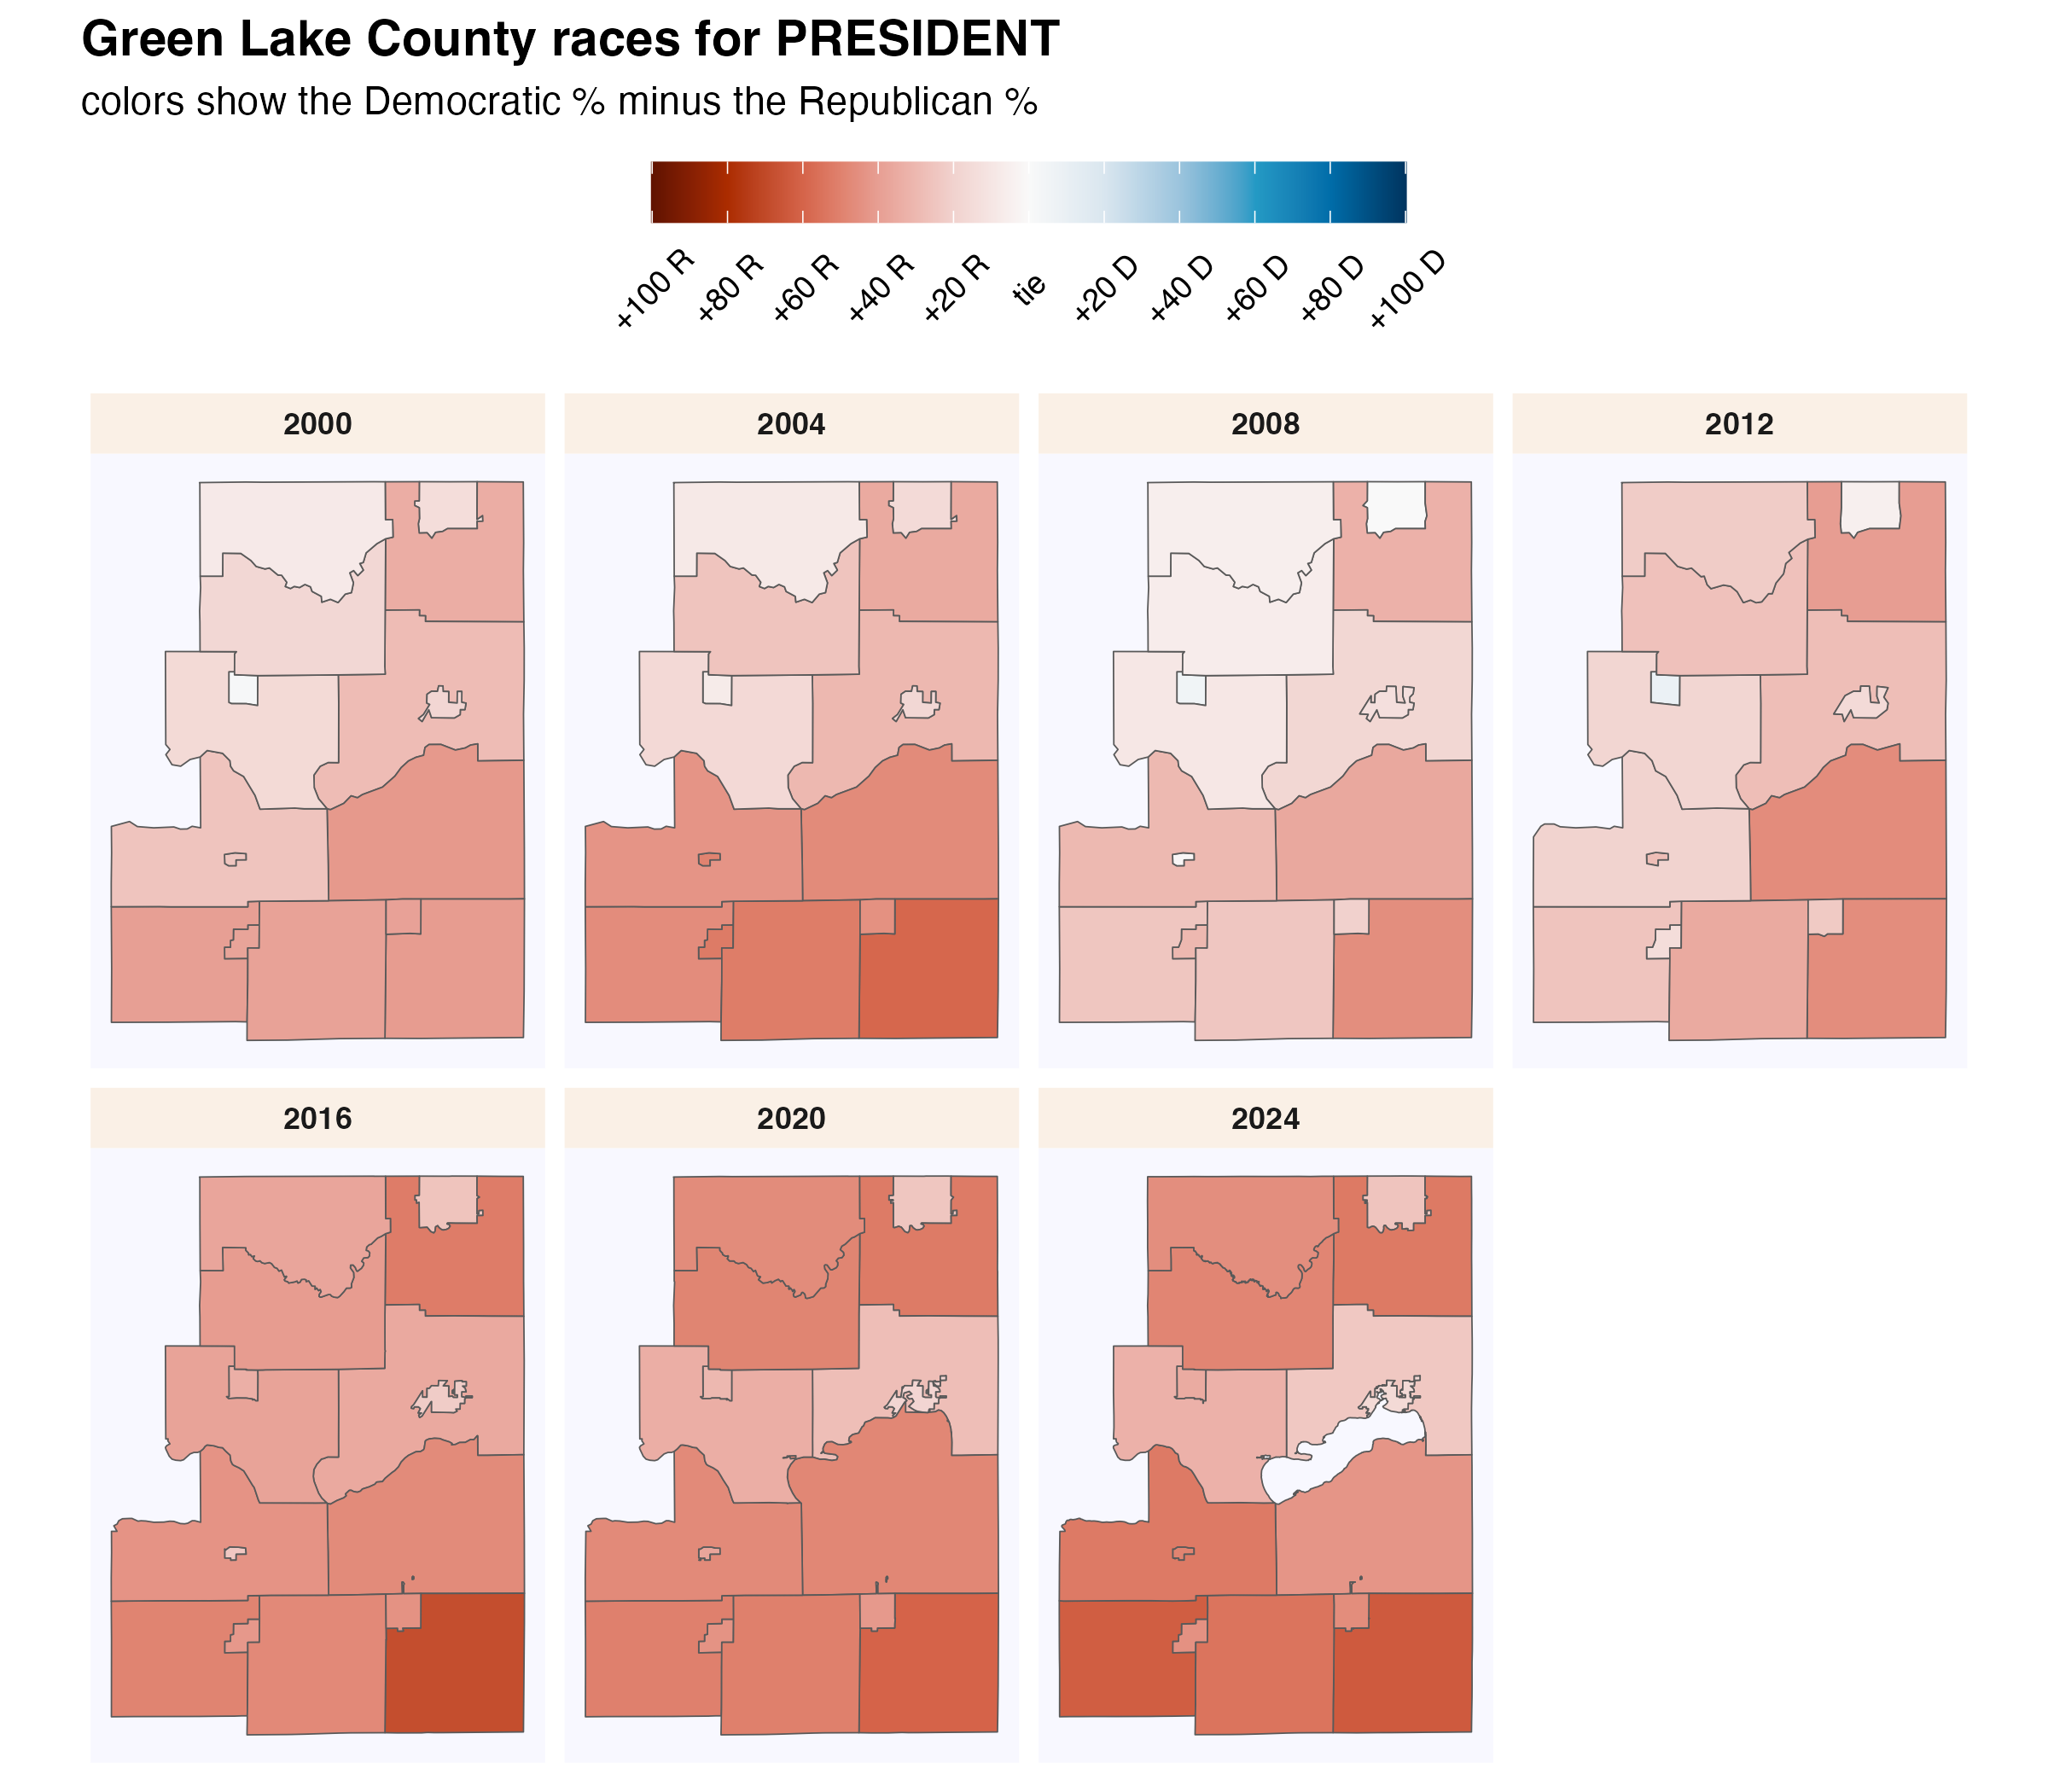 Green Lake County races for PRESIDENT
colors show the Democratic % minus the Republican %
+100 R +80 R +60 R +40 R +20 R tie +20 D +40 D +60 D +80 D +100 D
2000 2004 2008 2012
2016 2020 2024